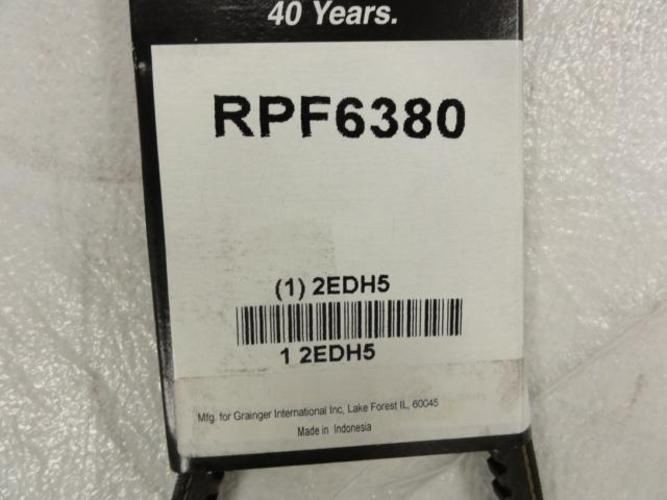 40 Years.
RPF6380
(1) 2EDH5
1 2EDH5
Mfg. for Grainger International Inc, Lake Forest IL, 60045
Made in Indonesia